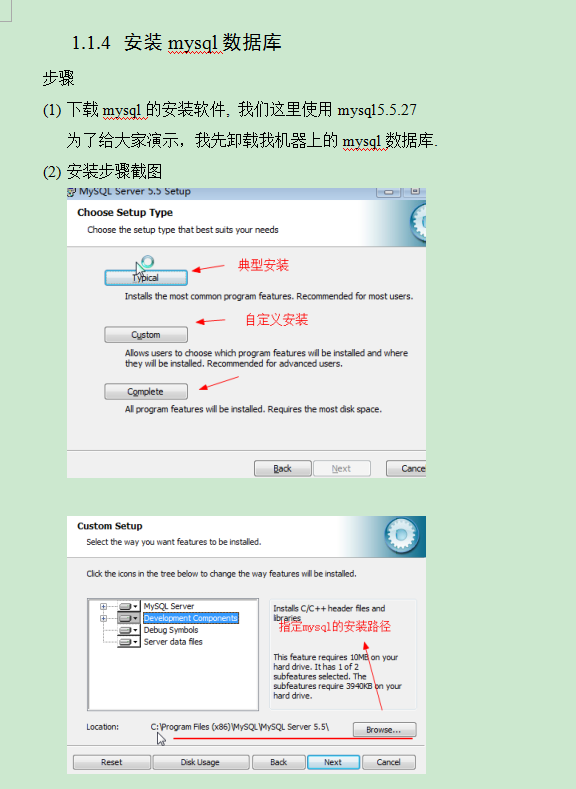 1.1.4 安装 mysql 数据库
步骤
(1) 下载 mysql 的安装软件, 我们这里使用 mysql5.5.27
为了给大家演示，我先卸载我机器上的 mysql 数据库.
(2) 安装步骤截图
MySQL Server 5.5 Setup
Choose Setup Type
Choose the setup type that best suits your needs
典型安装
Typical
Installs the most common program features. Recommended for most users.
自定义安装
Custom
Allows users to choose which program features will be installed and where
they will be installed. Recommended for advanced users.
Complete
All program features will be installed. Requires the most disk space.
Back Next Cance
Custom Setup
Select the way you want features to be installed.
Click the icons in the tree below to change the way features will be installed.
MySQL Server
Development Components
Debug Symbols
Server data files
Installs C/C++ header files and
libraries
指定mysql的安装路径
This feature requires 10MB on your
hard drive. It has 1 of 2
subfeatures selected. The
subfeatures require 3940KB on your
hard drive.
Location: C:\Program Files (x86)\MySQL\MySQL Server 5.5\
Browse...
Reset Disk Usage Back Next Cancel